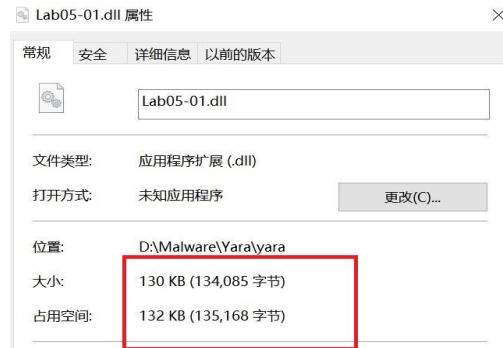 Lab05-01.dll 属性
常规 安全 详细信息 以前的版本
Lab05-01.dll
文件类型: 应用程序扩展 (.dll)
打开方式: 未知应用程序 更改(C)...
位置: D:\Malware\Yara\yara
大小: 130 KB (134,085 字节)
占用空间: 132 KB (135,168 字节)